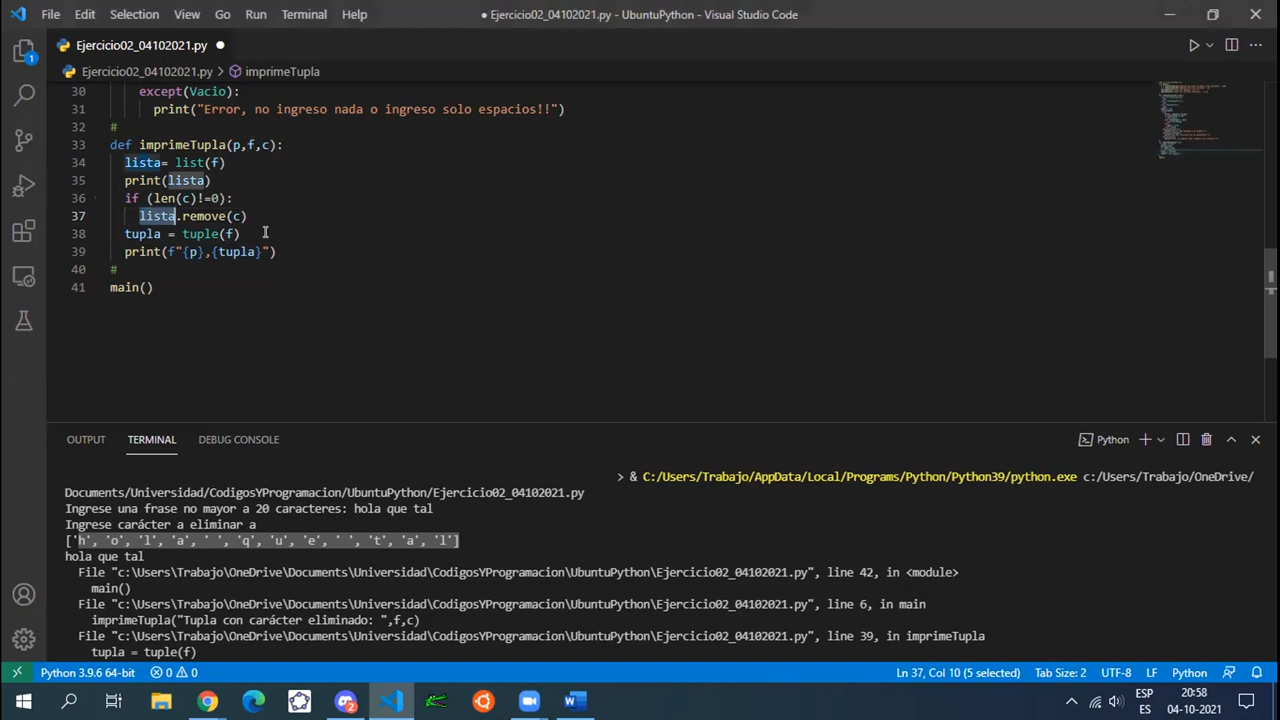 File Edit Selection View Go Run Terminal Help
● Ejercicio02_04102021.py - UbuntuPython - Visual Studio Code
Ejercicio02_04102021.py ●
Ejercicio02_04102021.py > imprimeTupla
1
30 except(Vacio):
31 print("Error, no ingreso nada o ingreso solo espacios!!")
32 #
33 def imprimeTupla(p,f,c):
34 lista= list(f)
35 print(lista)
36 if (len(c)!=0):
37 lista.remove(c)
38 tupla = tuple(f)
39 print(f"{p},{tupla}")
40 #
41 main()
OUTPUT TERMINAL DEBUG CONSOLE
Python
> & C:/Users/Trabajo/AppData/Local/Programs/Python/Python39/python.exe c:/Users/Trabajo/OneDrive/
Documents/Universidad/CodigosYProgramacion/UbuntuPython/Ejercicio02_04102021.py
Ingrese una frase no mayor a 20 caracteres: hola que tal
Ingrese carácter a eliminar a
['h', 'o', 'l', 'a', ' ', 'q', 'u', 'e', ' ', 't', 'a', 'l']
hola que tal
File "c:\Users\Trabajo\OneDrive\Documents\Universidad\CodigosYProgramacion\UbuntuPython\Ejercicio02_04102021.py", line 42, in <module>
main()
File "c:\Users\Trabajo\OneDrive\Documents\Universidad\CodigosYProgramacion\UbuntuPython\Ejercicio02_04102021.py", line 6, in main
imprimeTupla("Tupla con carácter eliminado: ",f,c)
File "c:\Users\Trabajo\OneDrive\Documents\Universidad\CodigosYProgramacion\UbuntuPython\Ejercicio02_04102021.py", line 39, in imprimeTupla
tupla = tuple(f)
Python 3.9.6 64-bit 0 0 Ln 37, Col 10 (5 selected) Tab Size: 2 UTF-8 LF Python
2
ESP 20:58
ES 04-10-2021